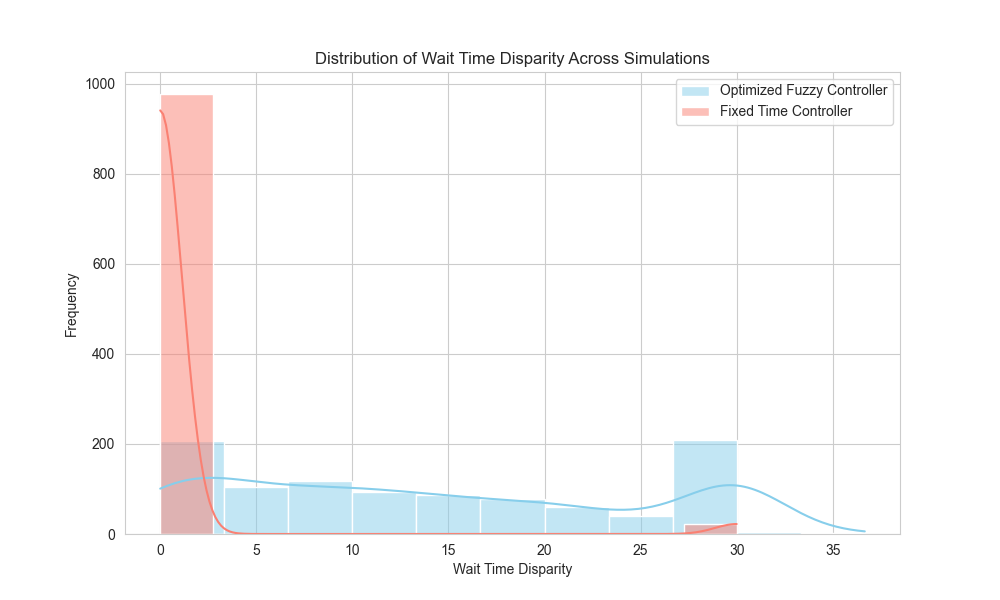 Distribution of Wait Time Disparity Across Simulations
Optimized Fuzzy Controller
Fixed Time Controller
1000
800
600
400
200
0
Frequency
0 5 10 15 20 25 30 35
Wait Time Disparity